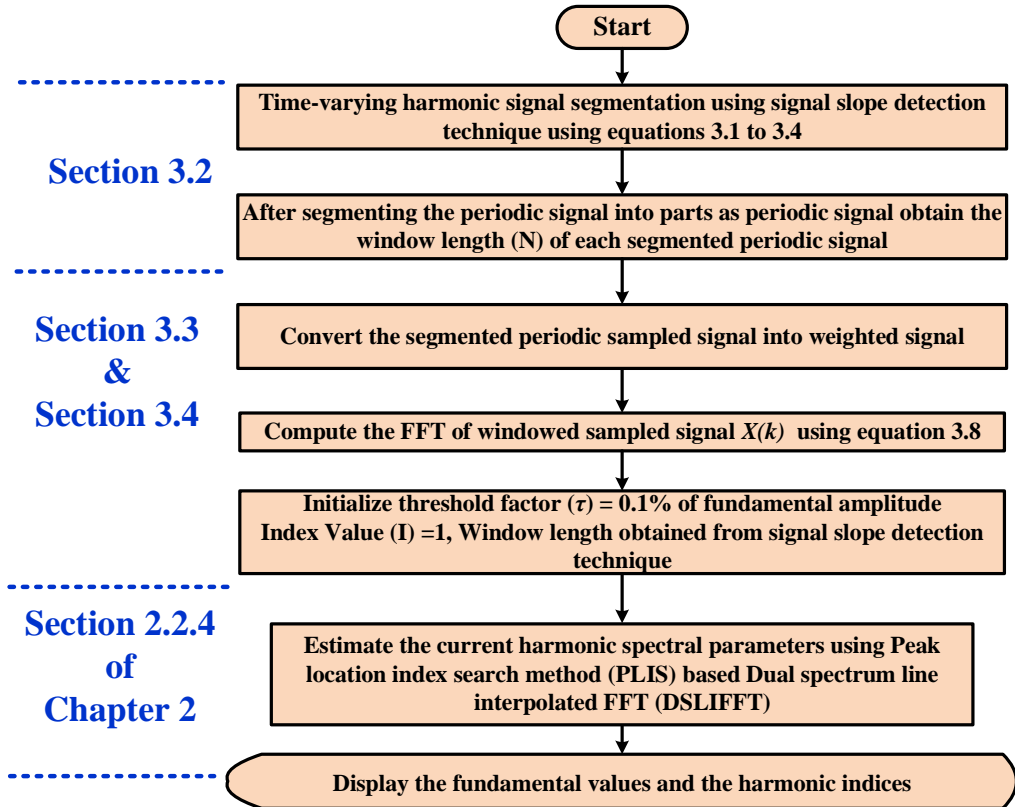 Start
Section 3.2
Time-varying harmonic signal segmentation using signal slope detection
technique using equations 3.1 to 3.4
After segmenting the periodic signal into parts as periodic signal obtain the
window length (N) of each segmented periodic signal
Section 3.3
&
Section 3.4
Convert the segmented periodic sampled signal into weighted signal
Compute the FFT of windowed sampled signal X(k) using equation 3.8
Initialize threshold factor (τ) = 0.1% of fundamental amplitude
Index Value (I) =1, Window length obtained from signal slope detection
technique
Section 2.2.4
of
Chapter 2
Estimate the current harmonic spectral parameters using Peak
location index search method (PLIS) based Dual spectrum line
interpolated FFT (DSLIFFT)
Display the fundamental values and the harmonic indices